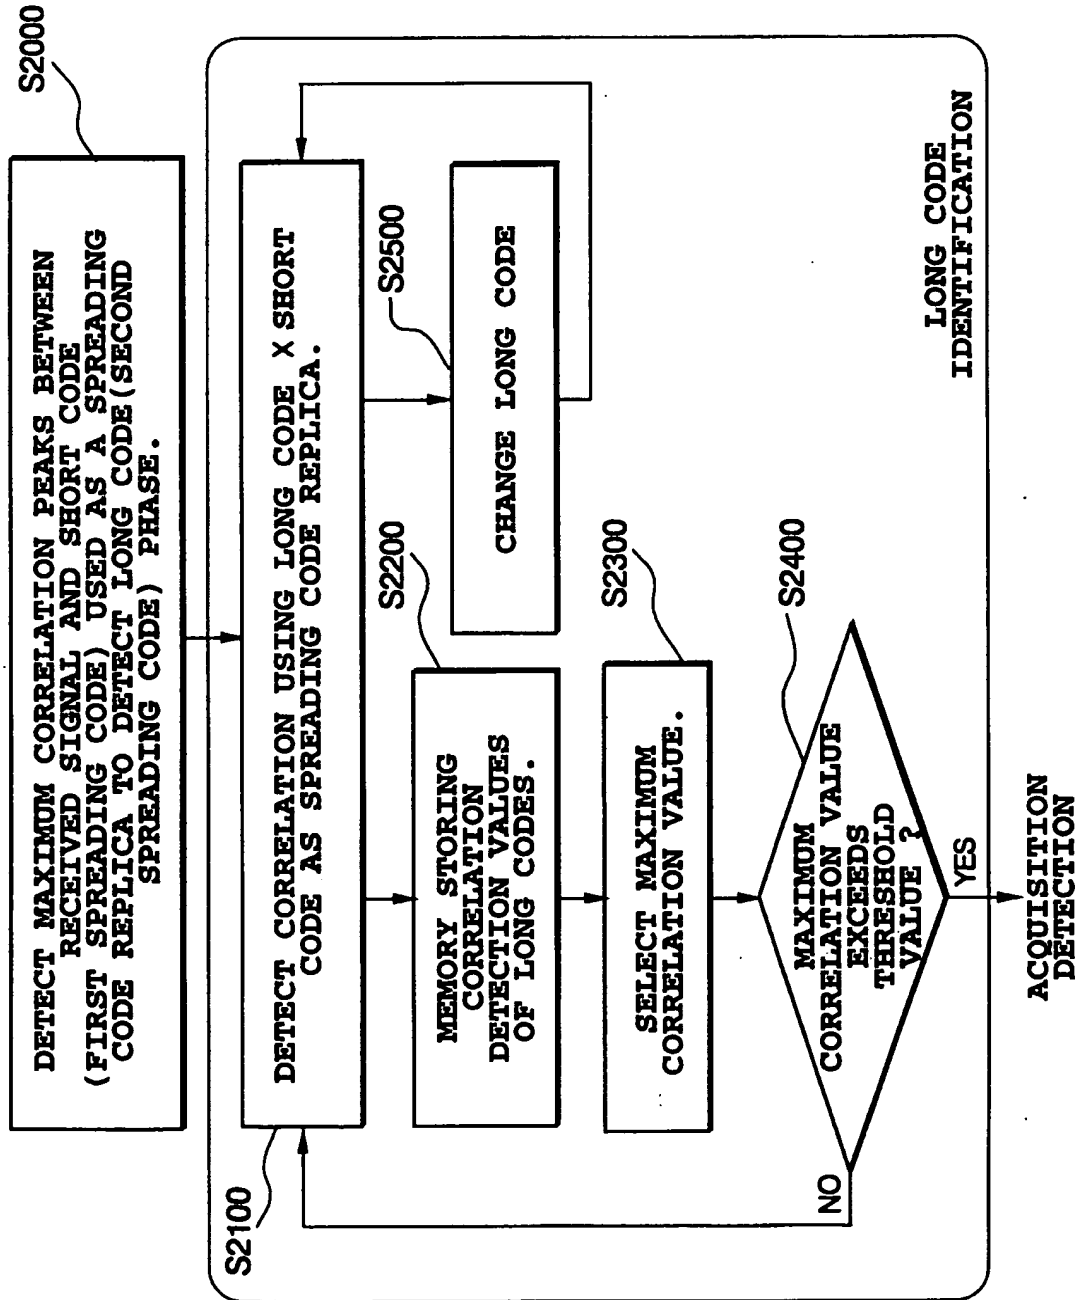 S2000
DETECT MAXIMUM CORRELATION PEAKS BETWEEN
RECEIVED SIGNAL AND SHORT CODE
(FIRST SPREADING CODE) USED AS A SPREADING
CODE REPLICA TO DETECT LONG CODE(SECOND
SPREADING CODE) PHASE.
S2100
DETECT CORRELATION USING LONG CODE X SHORT
CODE AS SPREADING CODE REPLICA.
S2200
MEMORY STORING
CORRELATION
DETECTION VALUES
OF LONG CODES.
S2500
CHANGE LONG CODE
S2300
SELECT MAXIMUM
CORRELATION VALUE.
S2400
MAXIMUM
CORRELATION VALUE
EXCEEDS
THRESHOLD
VALUE ?
NO
YES
LONG CODE
IDENTIFICATION
ACQUISITION
DETECTION